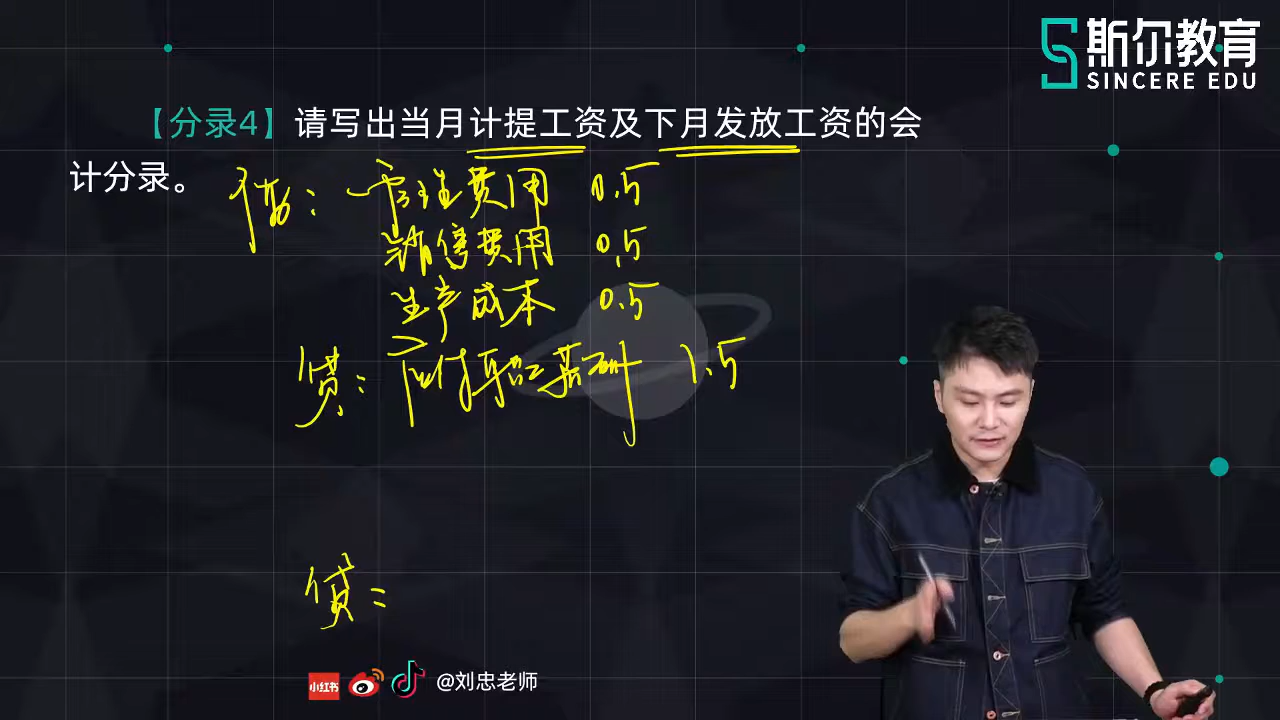 斯尔教育
SINCERE EDU
【分录4】请写出当月计提工资及下月发放工资的会
计分录。
借：管理费用 0.5
销售费用 0.5
生产成本 0.5
贷：应付职工薪酬 1.5
贷：
小红书
@刘忠老师